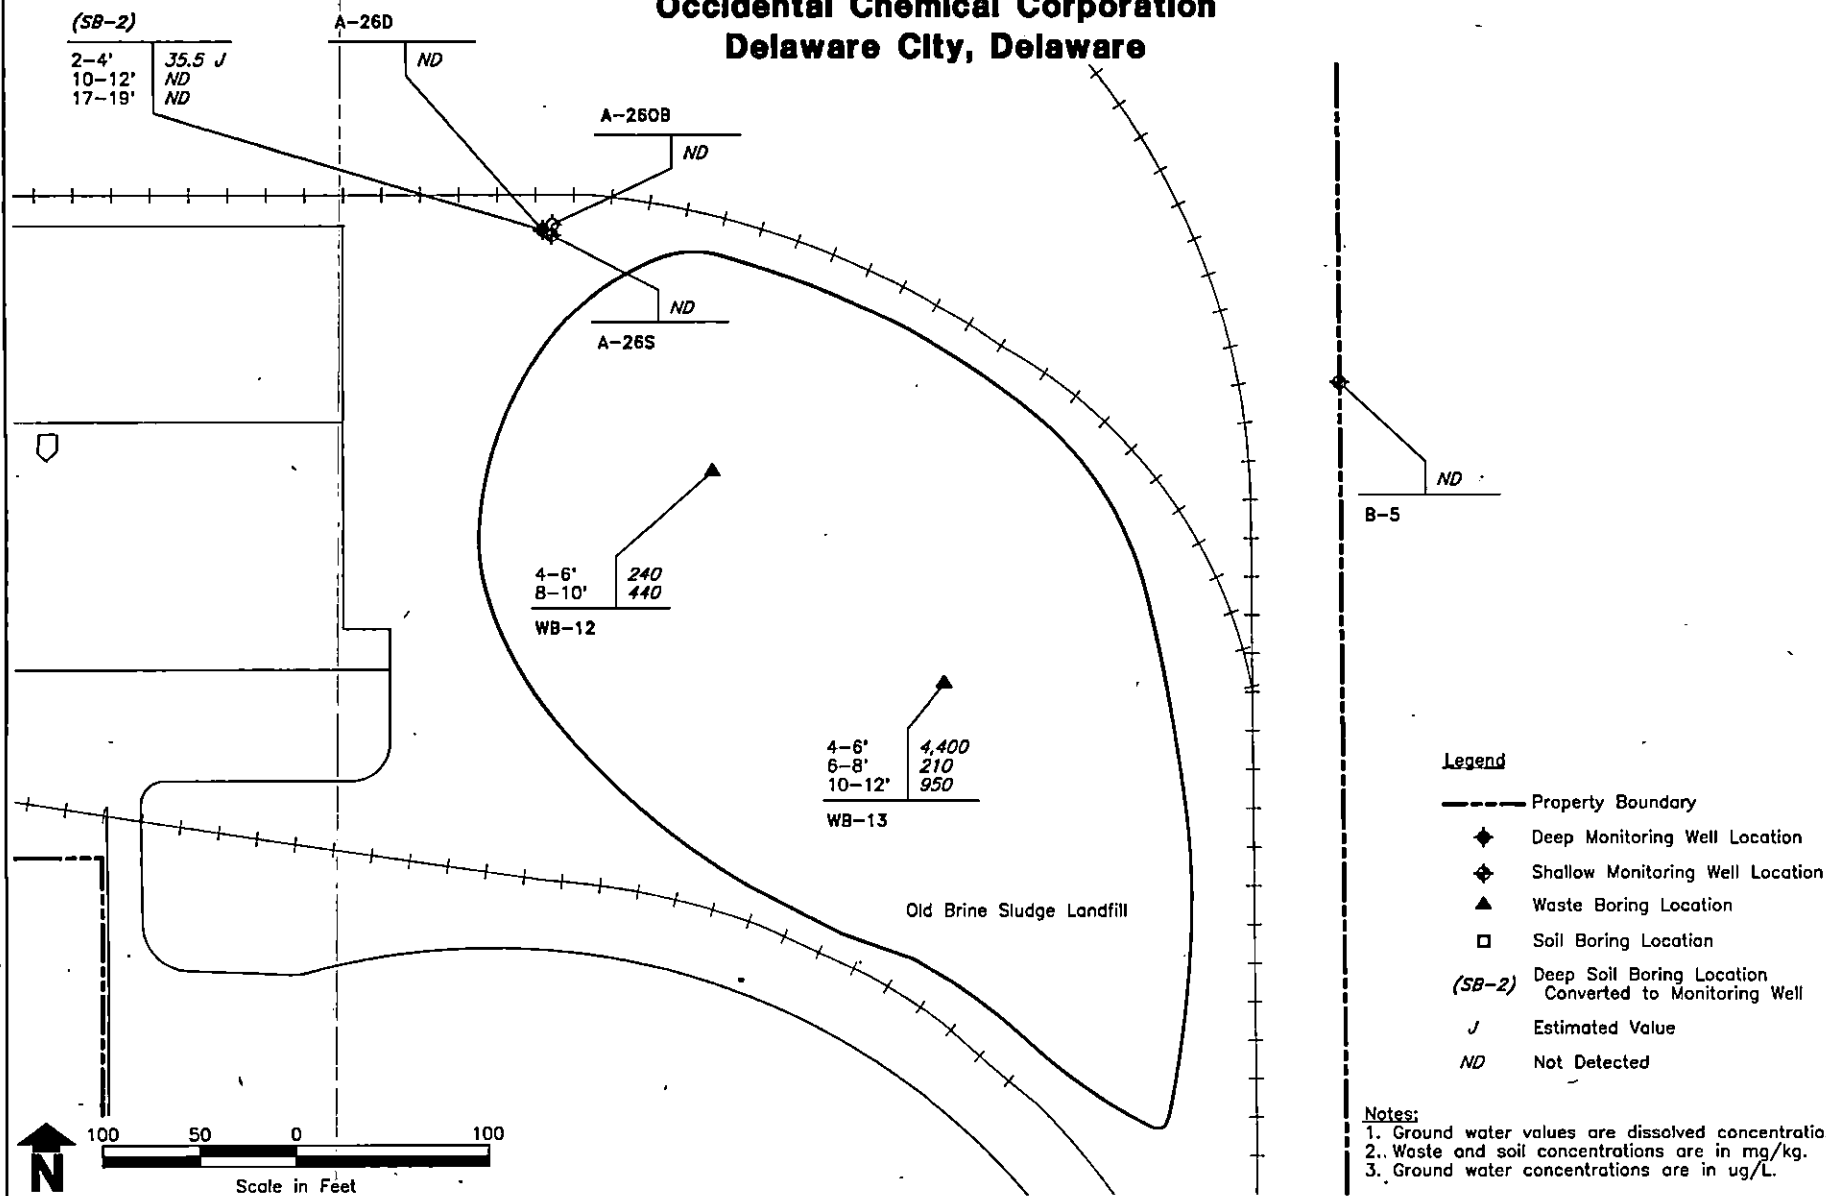 Occidental Chemical Corporation
Delaware City, Delaware
(SB-2)
2-4' 35.5 J
10-12' ND
17-19' ND
A-26D
ND
A-26OB
ND
ND
A-26S
ND
B-5
4-6' 240
8-10' 440
WB-12
4-6' 4,400
6-8' 210
10-12' 950
WB-13
Old Brine Sludge Landfill
Legend
Property Boundary
Deep Monitoring Well Location
Shallow Monitoring Well Location
Waste Boring Location
Soil Boring Location
(SB-2) Deep Soil Boring Location
Converted to Monitoring Well
J Estimated Value
ND Not Detected
Notes:
1. Ground water values are dissolved concentratio
2. Waste and soil concentrations are in mg/kg.
3. Ground water concentrations are in ug/L.
N
100 50 0 100
Scale in Feet